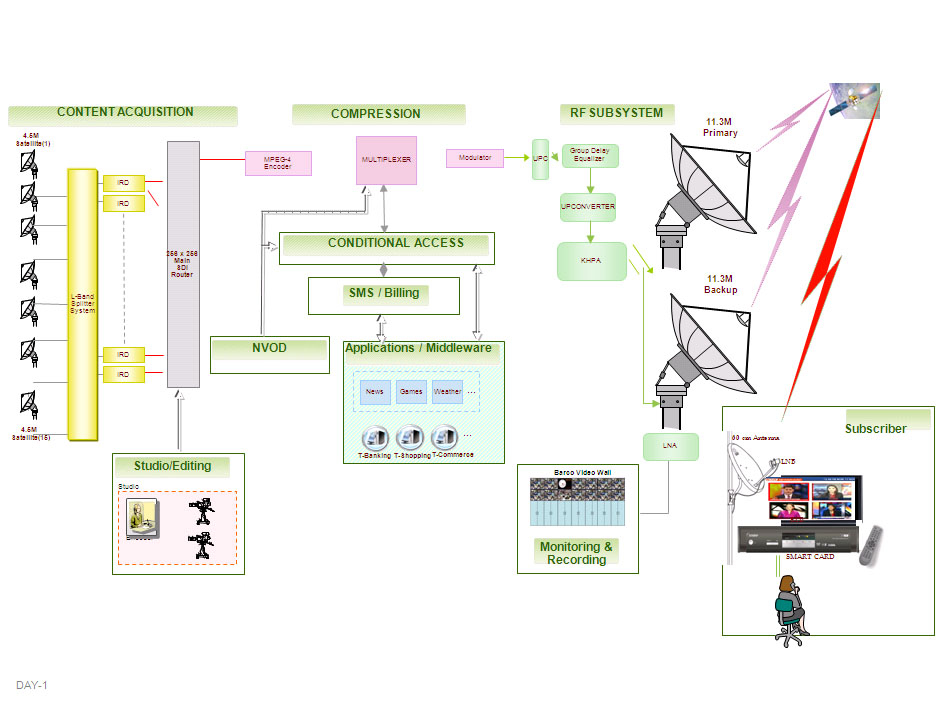 CONTENT ACQUISITION
COMPRESSION
RF SUBSYSTEM
4.5M
Satellite(1)
11.3M
Primary
MPEG-4
Encoder
MULTIPLEXER
Modulator
UPC
Group Delay
Equalizer
IRD
IRD
UPCONVERTER
256 x 256
Main
SDI
Router
CONDITIONAL ACCESS
KHPA
L-Band
Splitter
System
SMS / Billing
11.3M
Backup
IRD
IRD
NVOD
Applications / Middleware
News
Games
Weather ...
...
T-Banking T-Shopping T-Commerce
4.5M
Satellite(15)
Subscriber
LNA
LNB
Studio/Editing
Studio
Barco Video Wall
Monitoring &
Recording
SMART CARD
DAY-1